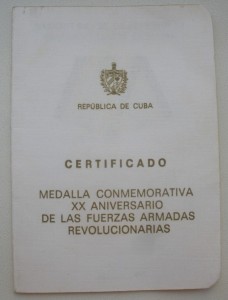 REPÚBLICA DE CUBA
CERTIFICADO
MEDALLA CONMEMORATIVA
XX ANIVERSARIO
DE LAS FUERZAS ARMADAS
REVOLUCIONARIAS